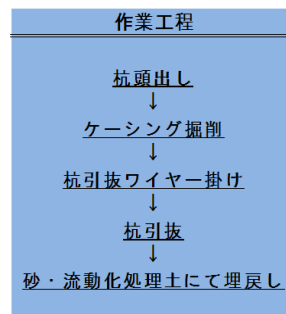 作業工程
杭頭出し
↓
ケーシング掘削
↓
杭引抜ワイヤー掛け
↓
杭引抜
↓
砂・流動化処理土にて埋戻し